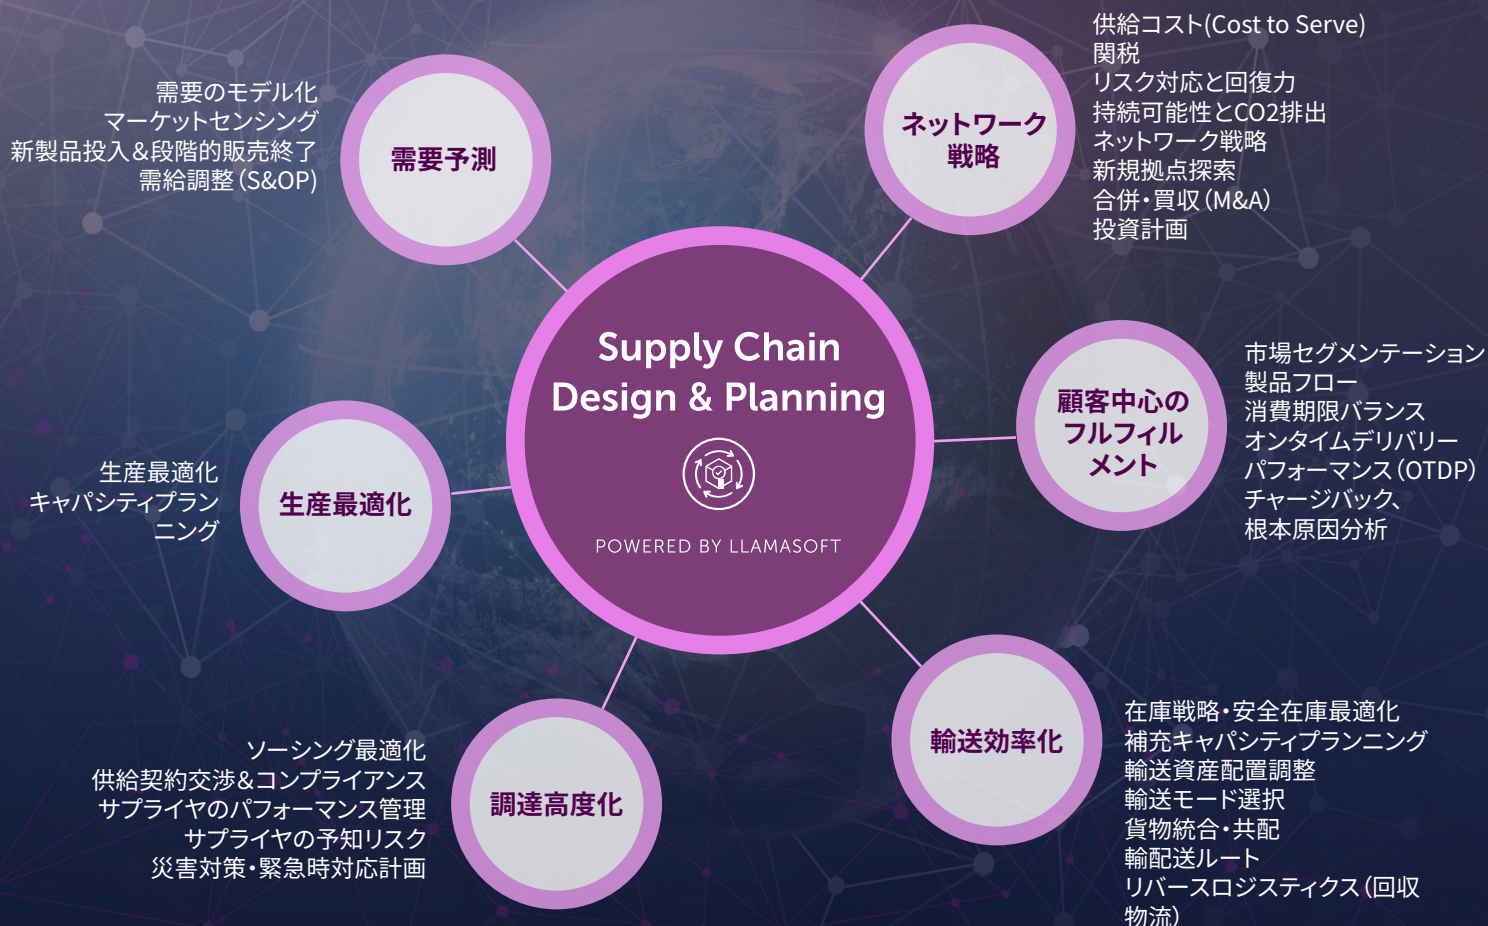 需要のモデル化
マーケットセンシング
新製品投入＆段階的販売終了
需給調整（S&OP)
需要予測
ネットワーク
戦略
供給コスト(Cost to Serve)
関税
リスク対応と回復力
持続可能性とCO2排出
ネットワーク戦略
新規拠点探索
合併・買収（M&A）
投資計画
Supply Chain
Design & Planning
POWERED BY LLAMASOFT
顧客中心の
フルフィル
メント
市場セグメンテーション
製品フロー
消費期限バランス
オンタイムデリバリー
パフォーマンス（OTDP）
チャージバック、
根本原因分析
生産最適化
キャパシティプラン
ニング
生産最適化
ソーシング最適化
供給契約交渉＆コンプライアンス
サプライヤのパフォーマンス管理
サプライヤの予知リスク
災害対策・緊急時対応計画
調達高度化
輸送効率化
在庫戦略・安全在庫最適化
補充キャパシティプランニング
輸送資産配置調整
輸送モード選択
貨物統合・共配
輸配送ルート
リバースロジスティクス（回収
物流）